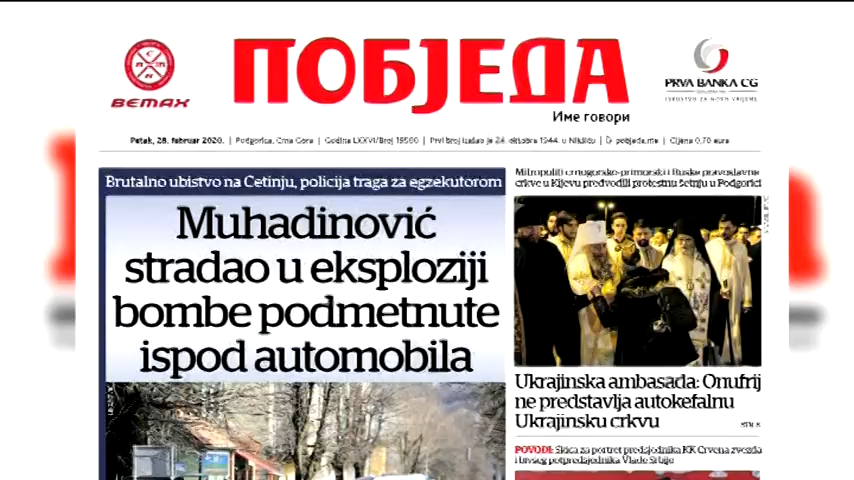 BEMAX
ПОБЈЕДА
Име говори
PRVA BANKA CG
Petak, 28. februar 2020. | Podgorica, Crna Gora | Godina LXXVI/Broj 19500 | Prvi broj izašao je 24. oktobra 1944. u Nikšiću | pobjeda.me | Cijena 0,70 eura
Brutalno ubistvo na Cetinju, policija traga za egzekutorom
Muhadinović
stradao u eksploziji
bombe podmetnute
ispod automobila
Mitropoliti crnogorsko-primorski i Ruske pravoslavne
crkve u Kijevu predvodili protestnu šetnju u Podgorici
Ukrajinska ambasada: Onufrij
ne predstavlja autokefalnu
Ukrajinsku crkvu
POVODI: Skica za portret predsjednika KK Crvena zvezda
i bivšeg potpredsjednika Vlade Srbije